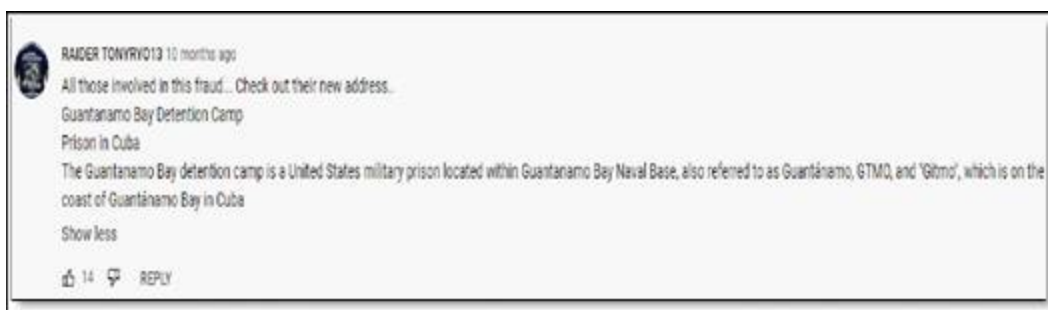 RAIDER TONYRYO13 10 months ago
All those involved in this fraud... Check out their new address..
Guantanamo Bay Detention Camp
Prison in Cuba
The Guantanamo Bay detention camp is a United States military prison located within Guantanamo Bay Naval Base, also referred to as Guantánamo, GTMO, and 'Gitmo', which is on the
coast of Guantánamo Bay in Cuba
Show less
14 REPLY